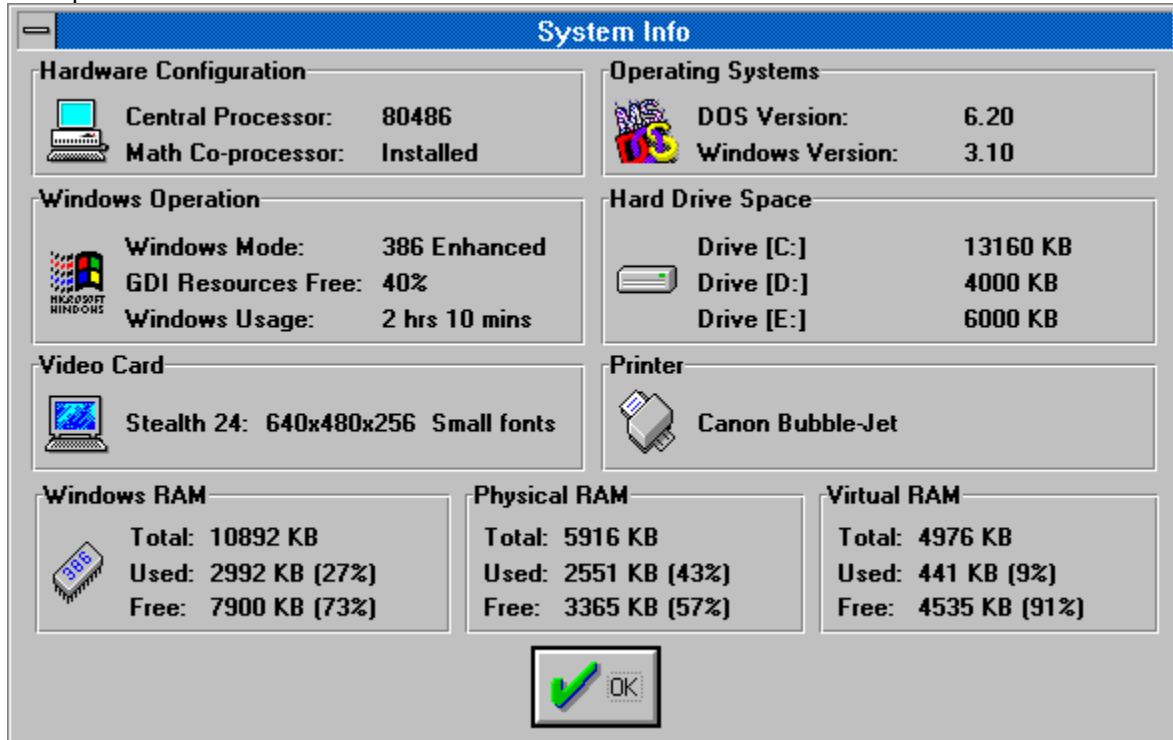 System Info
Hardware Configuration
Central Processor: 80486
Math Co-processor: Installed
Operating Systems
MS
DOS
DOS Version: 6.20
Windows Version: 3.10
Windows Operation
MICROSOFT
WINDOWS
Windows Mode: 386 Enhanced
GDI Resources Free: 40%
Windows Usage: 2 hrs 10 mins
Hard Drive Space
Drive [C:] 13160 KB
Drive [D:] 4000 KB
Drive [E:] 6000 KB
Video Card
Stealth 24: 640x480x256 Small fonts
Printer
Canon Bubble-Jet
Windows RAM
386
Total: 10892 KB
Used: 2992 KB (27%)
Free: 7900 KB (73%)
Physical RAM
Total: 5916 KB
Used: 2551 KB (43%)
Free: 3365 KB (57%)
Virtual RAM
Total: 4976 KB
Used: 441 KB (9%)
Free: 4535 KB (91%)
OK